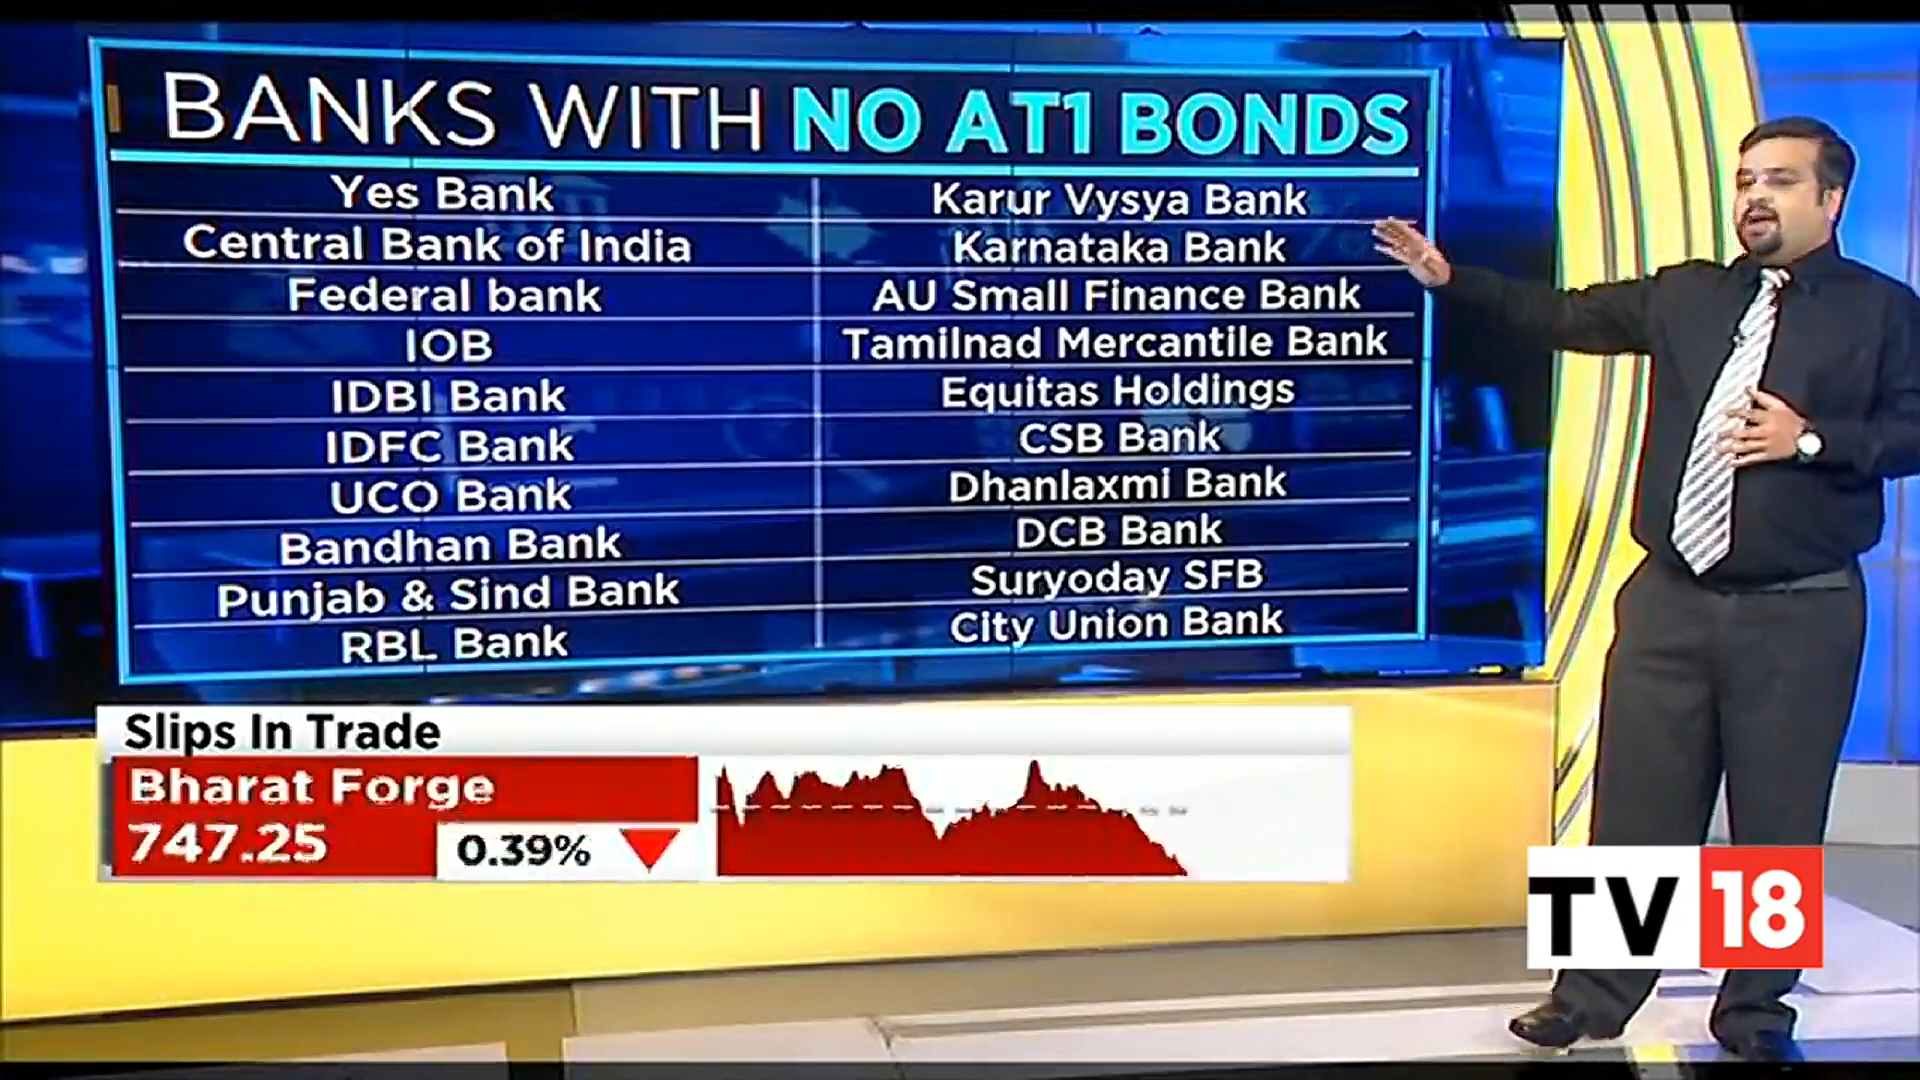 BANKS WITH NO AT1 BONDS
Yes Bank
Central Bank of India
Federal bank
IOB
IDBI Bank
IDFC Bank
UCO Bank
Bandhan Bank
Punjab & Sind Bank
RBL Bank
Karur Vysya Bank
Karnataka Bank
AU Small Finance Bank
Tamilnad Mercantile Bank
Equitas Holdings
CSB Bank
Dhanlaxmi Bank
DCB Bank
Suryoday SFB
City Union Bank
Slips In Trade
Bharat Forge
747.25
0.39%
TV18